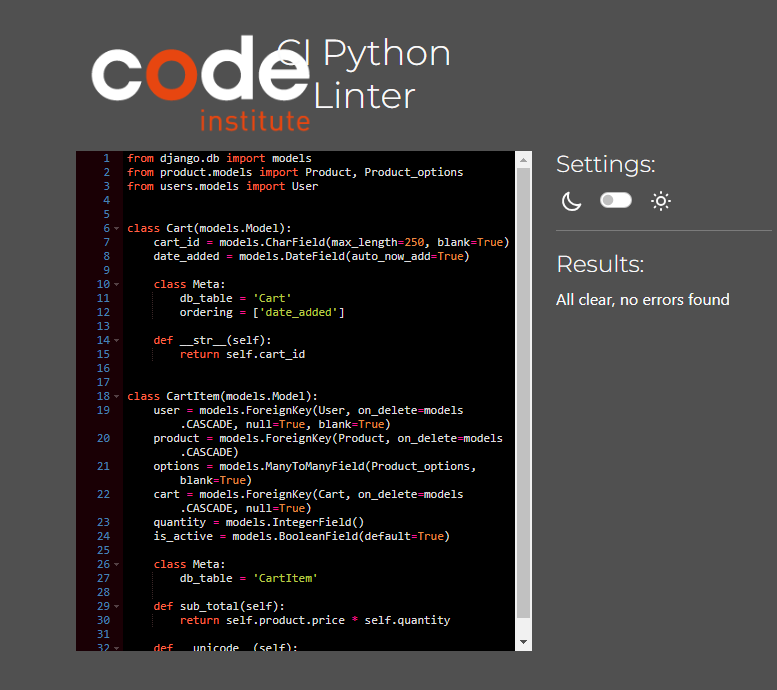 code
institute
CI Python
Linter
1 from django.db import models
2 from product.models import Product, Product_options
3 from users.models import User
4
5
6 class Cart(models.Model):
7     cart_id = models.CharField(max_length=250, blank=True)
8     date_added = models.DateField(auto_now_add=True)
9
10     class Meta:
11         db_table = 'Cart'
12         ordering = ['date_added']
13
14     def __str__(self):
15         return self.cart_id
16
17
18 class CartItem(models.Model):
19     user = models.ForeignKey(User, on_delete=models
        .CASCADE, null=True, blank=True)
20     product = models.ForeignKey(Product, on_delete=models
        .CASCADE)
21     options = models.ManyToManyField(Product_options,
        blank=True)
22     cart = models.ForeignKey(Cart, on_delete=models
        .CASCADE, null=True)
23     quantity = models.IntegerField()
24     is_active = models.BooleanField(default=True)
25
26     class Meta:
27         db_table = 'CartItem'
28
29     def sub_total(self):
30         return self.product.price * self.quantity
31
32     def __unicode__(self):
Settings:
Results:
All clear, no errors found